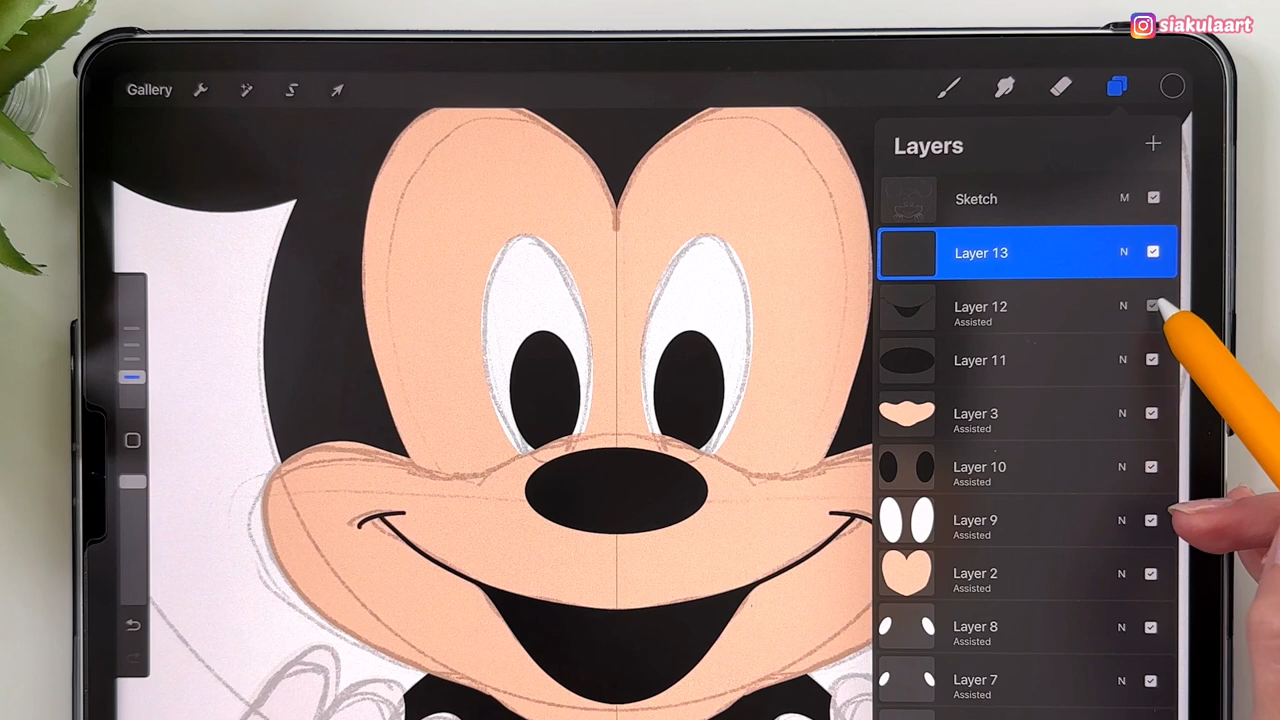 siakulaart
Gallery
Layers
Sketch M
Layer 13 N
Layer 12 N
Assisted
Layer 11 N
Layer 3 N
Assisted
Layer 10 N
Assisted
Layer 9 N
Assisted
Layer 2 N
Assisted
Layer 8 N
Assisted
Layer 7 N
Assisted